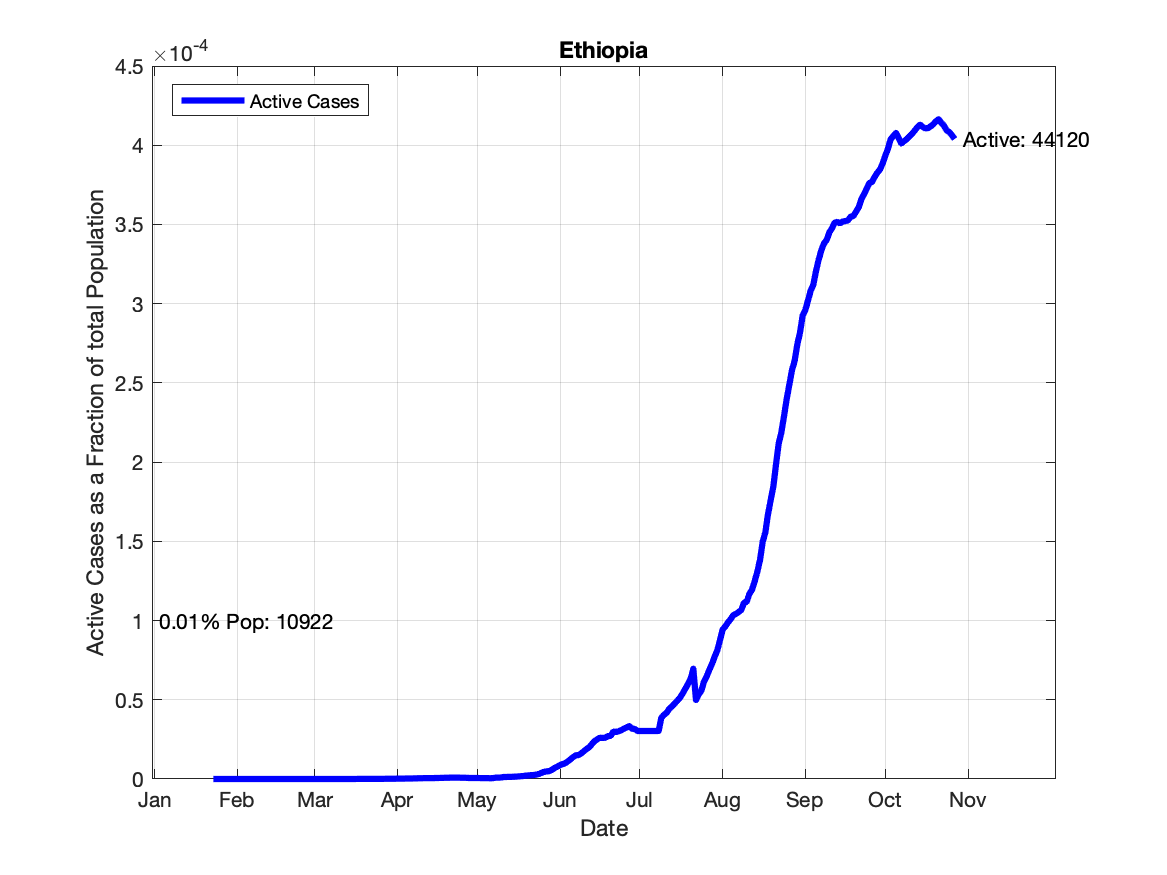 Ethiopia
×10-4
4.5
4
3.5
3
2.5
2
1.5
1
0.5
0
Active Cases as a Fraction of total Population
Active Cases
Active: 44120
0.01% Pop: 10922
Jan Feb Mar Apr May Jun Jul Aug Sep Oct Nov
Date